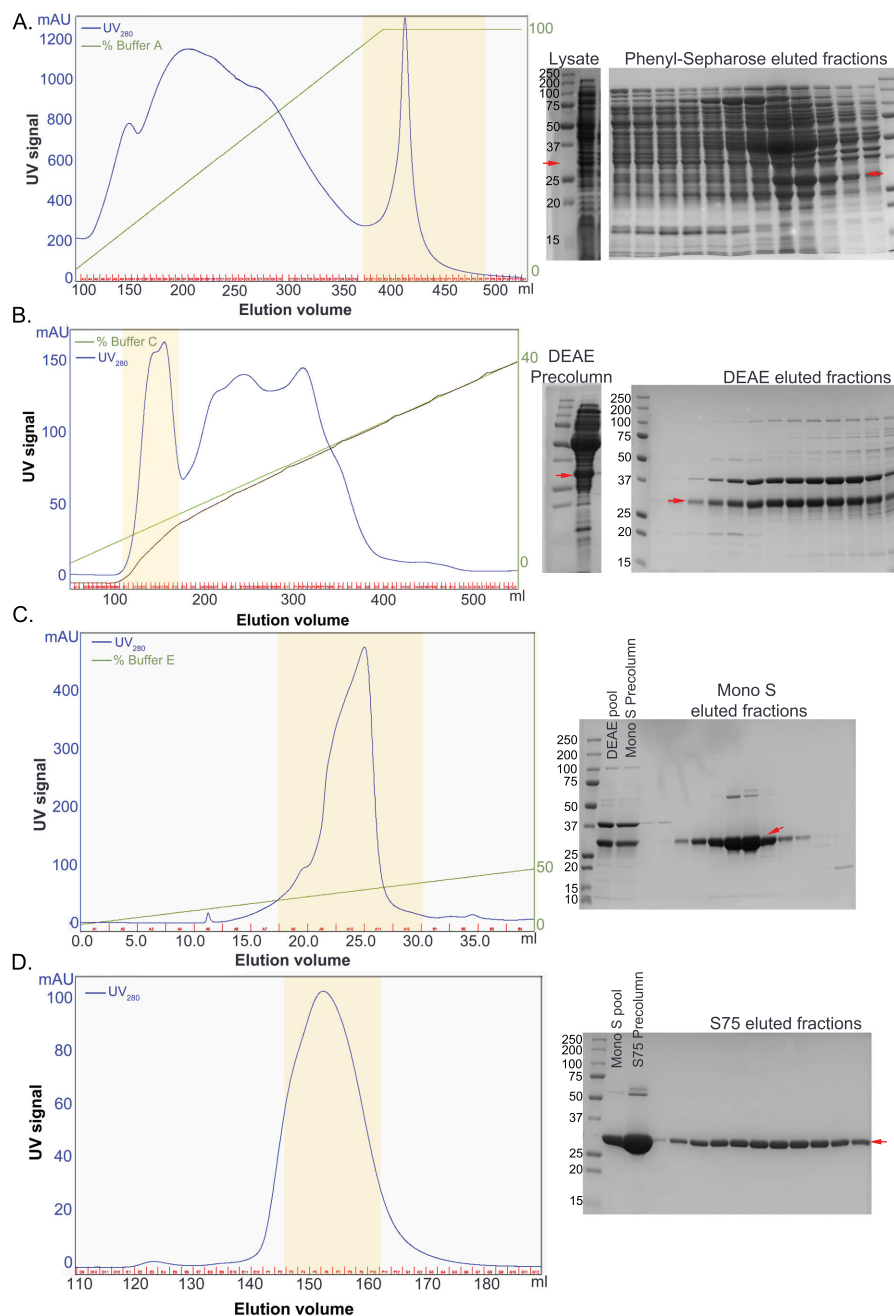 A.
mAU
UV280
% Buffer A
1200
1000
800
600
400
200
0
UV signal
100
0
100 150 200 250 300 350 400 450 500 ml
Elution volume
Lysate
Phenyl-Sepharose eluted fractions
250
100
75
50
37
25
20
15
B.
mAU
% Buffer C
UV280
150
100
50
0
UV signal
40
0
100 200 300 400 500 ml
Elution volume
DEAE
Precolumn
DEAE eluted fractions
250
100
75
50
37
25
20
15
C.
mAU
UV280
% Buffer E
400
300
200
100
0
UV signal
50
0
0.0 5.0 10.0 15.0 20.0 25.0 30.0 35.0 ml
Elution volume
DEAE pool
Mono S Precolumn
Mono S
eluted fractions
250
100
75
50
37
25
20
15
10
D.
mAU
UV280
100
80
60
40
20
0
UV signal
110 120 130 140 150 160 170 180 ml
Elution volume
Mono S pool
S75 Precolumn
S75 eluted fractions
250
100
75
50
37
25
20
15